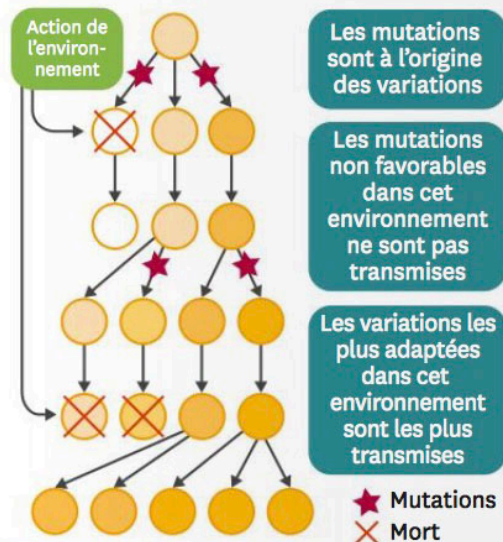 Action de
l'environ-
nement
Les mutations
sont à l'origine
des variations
Les mutations
non favorables
dans cet
environnement
ne sont pas
transmises
Les variations les
plus adaptées
dans cet
environnement
sont les plus
transmises
Mutations
Mort